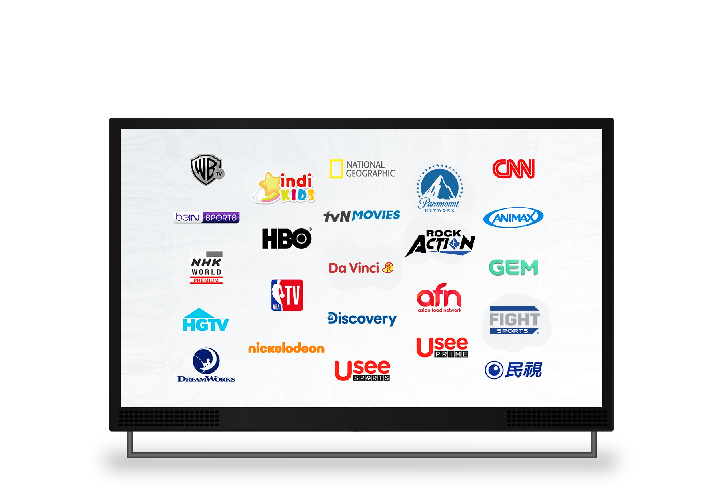 WB
TV
beIN SPORTS
NHK
WORLD
PREMIUM
HGTV
DREAMWORKS
indi
KIDS
HBO
NBA TV
nickelodeon
NATIONAL
GEOGRAPHIC
tvN MOVIES
Da Vinci
Discovery
Usee
SPORTS
Paramount
NETWORK
ROCK
ACTION
afn
asian food network
Usee
PRIME
CNN
ANIMAX
GEM
FIGHT
SPORTS
民視